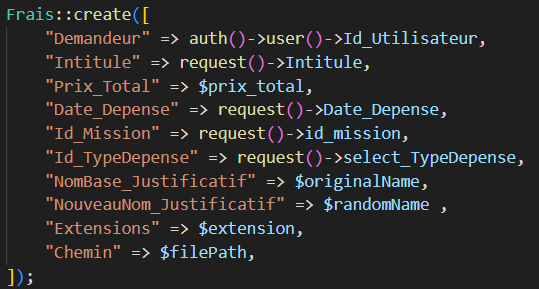 Frais::create([
"Demandeur" => auth()->user()->Id_Utilisateur,
"Intitule" => request()->Intitule,
"Prix_Total" => $prix_total,
"Date_Depense" => request()->Date_Depense,
"Id_Mission" => request()->id_mission,
"Id_TypeDepense" => request()->select_TypeDepense,
"NomBase_Justificatif" => $originalName,
"NouveauNom_Justificatif" => $randomName ,
"Extensions" => $extension,
"Chemin" => $filePath,
]);